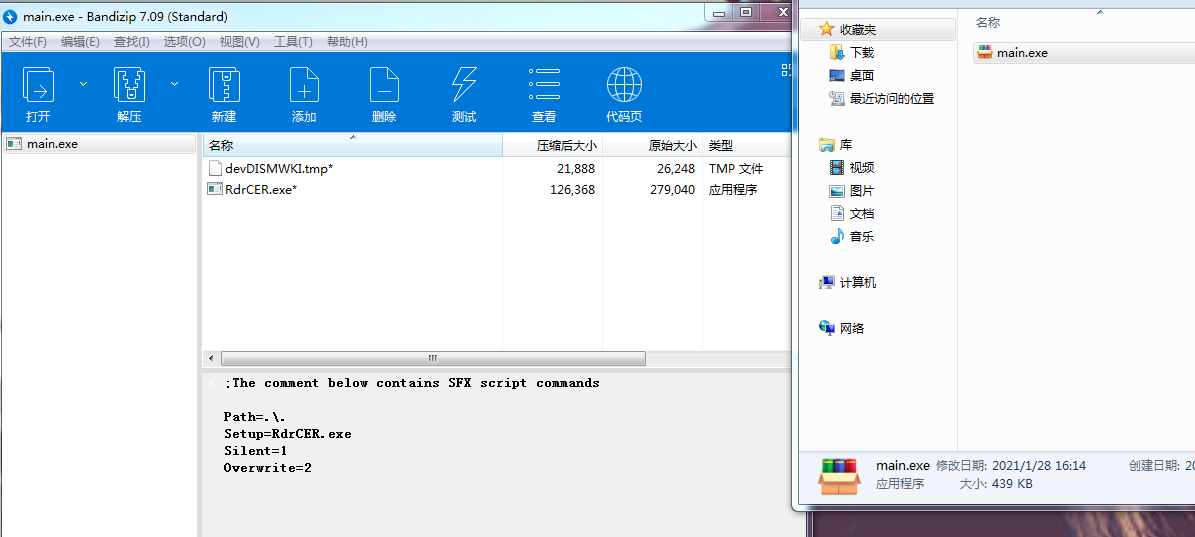 main.exe - Bandizip 7.09 (Standard)
文件(F) 编辑(E) 查找(I) 选项(O) 视图(V) 工具(T) 帮助(H)
打开 解压 新建 添加 删除 测试 查看 代码页
main.exe
名称 压缩后大小 原始大小 类型
devDISMWKI.tmp* 21,888 26,248 TMP 文件
RdrCER.exe* 126,368 279,040 应用程序
;The comment below contains SFX script commands
Path=.\.
Setup=RdrCER.exe
Silent=1
Overwrite=2
收藏夹
下载
桌面
最近访问的位置
库
视频
图片
文档
音乐
计算机
网络
名称
main.exe
main.exe 修改日期: 2021/1/28 16:14 创建日期: 20
应用程序 大小: 439 KB